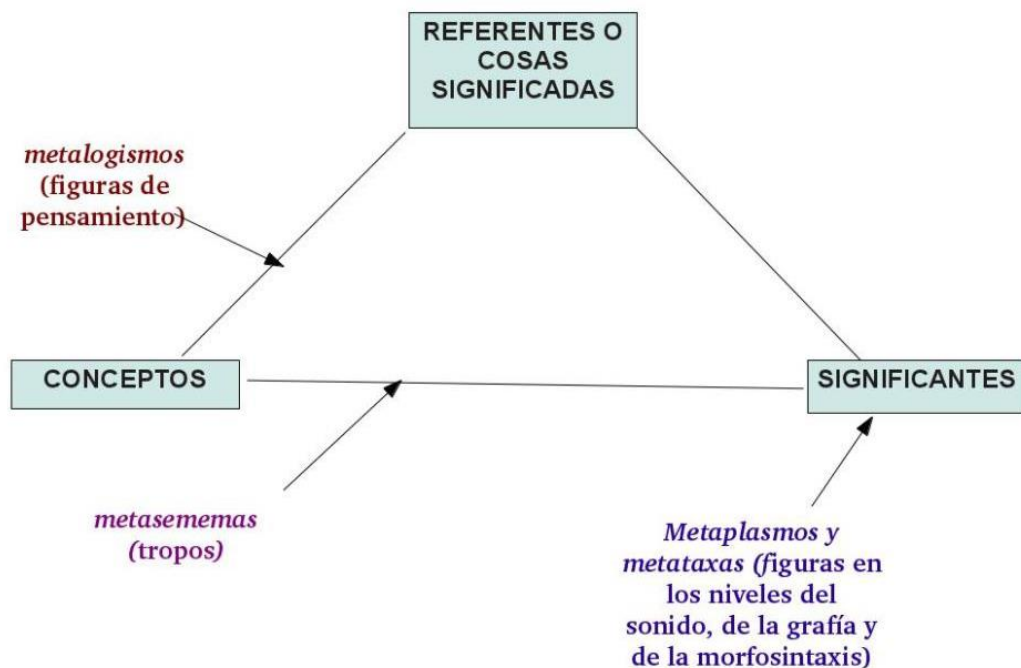 REFERENTES O
COSAS
SIGNIFICADAS
metalogismos
(figuras de
pensamiento)
CONCEPTOS
SIGNIFICANTES
metasememas
(tropos)
Metaplasmos y
metataxas (figuras en
los niveles del
sonido, de la grafía y
de la morfosintaxis)